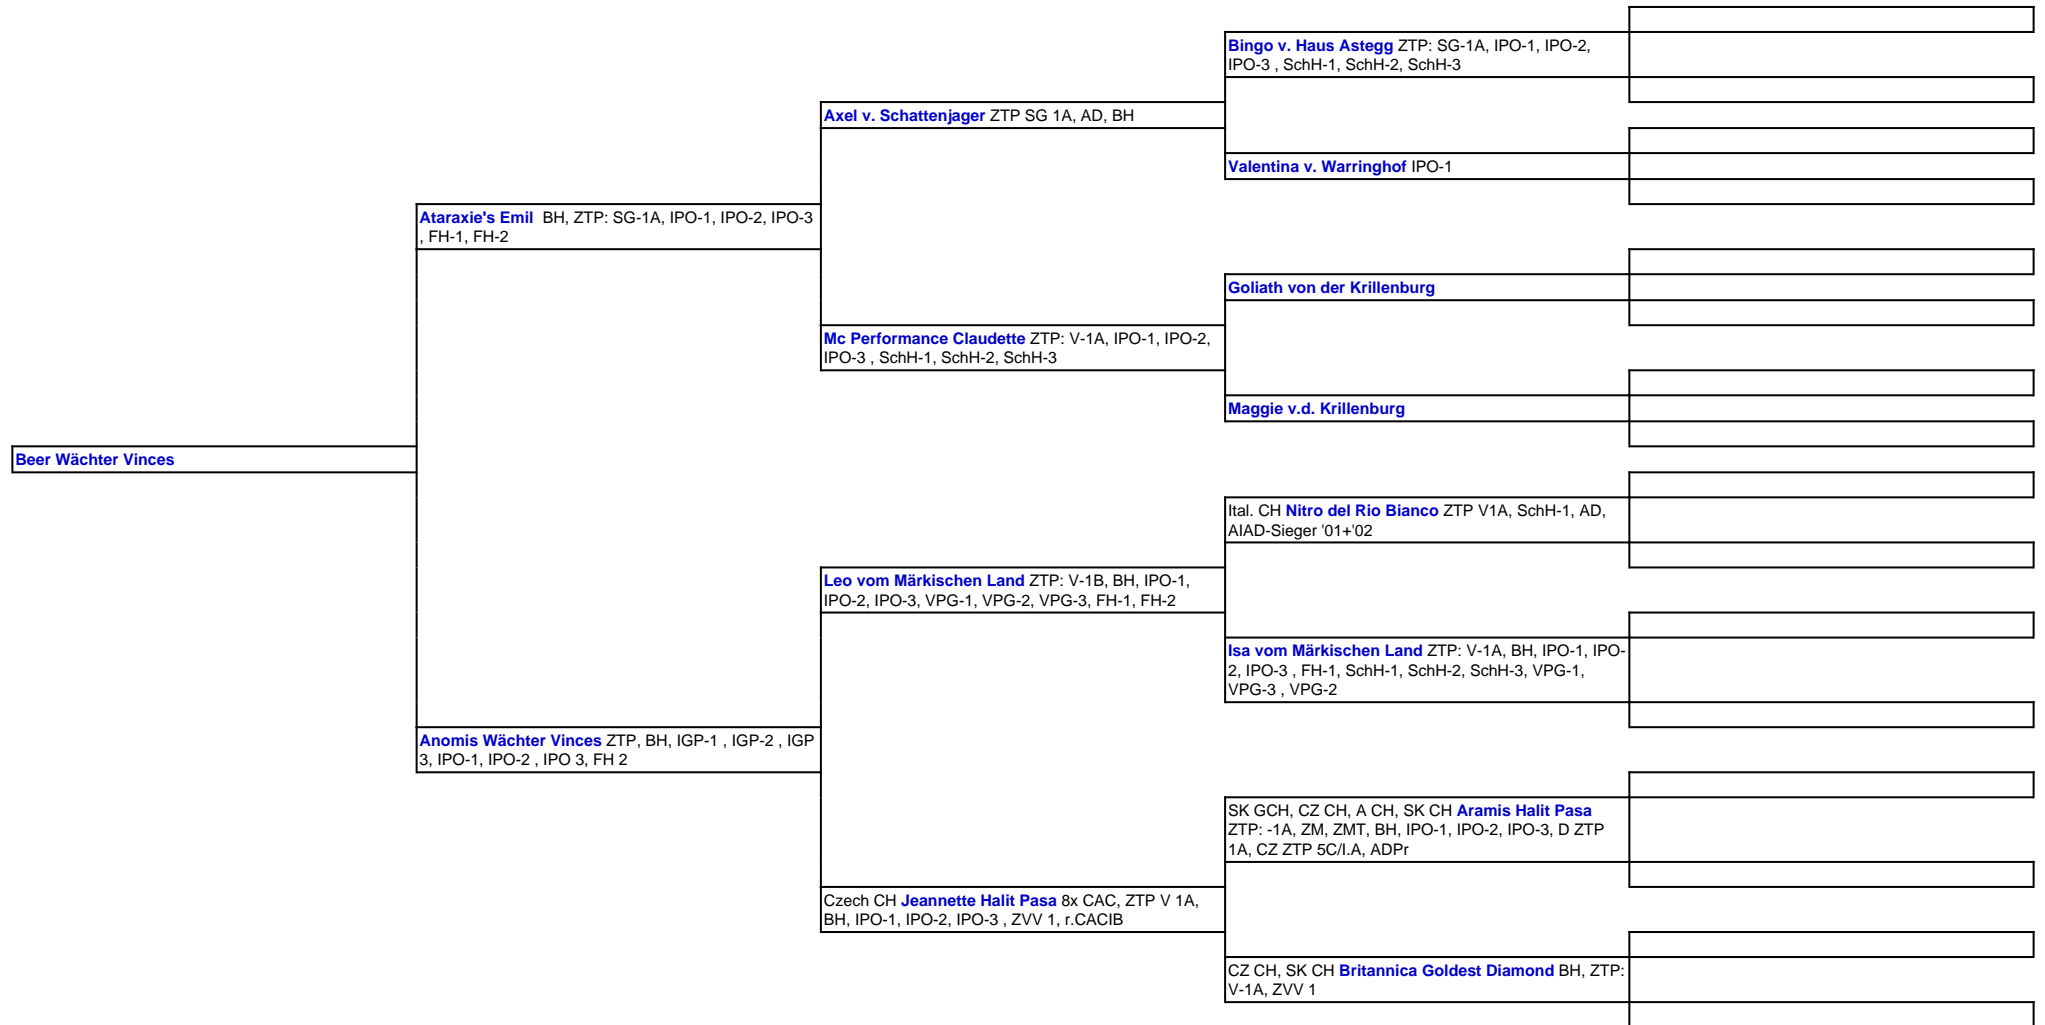 Bingo v. Haus Astegg ZTP: SG-1A, IPO-1, IPO-2,
IPO-3 , SchH-1, SchH-2, SchH-3
Axel v. Schattenjager ZTP SG 1A, AD, BH
Valentina v. Warringhof IPO-1
Ataraxie's Emil  BH, ZTP: SG-1A, IPO-1, IPO-2, IPO-3
, FH-1, FH-2
Goliath von der Krillenburg
Mc Performance Claudette ZTP: V-1A, IPO-1, IPO-2,
IPO-3 , SchH-1, SchH-2, SchH-3
Maggie v.d. Krillenburg
Beer Wächter Vinces
Ital. CH Nitro del Rio Bianco ZTP V1A, SchH-1, AD,
AIAD-Sieger '01+'02
Leo vom Märkischen Land ZTP: V-1B, BH, IPO-1,
IPO-2, IPO-3, VPG-1, VPG-2, VPG-3, FH-1, FH-2
Isa vom Märkischen Land ZTP: V-1A, BH, IPO-1, IPO-
2, IPO-3 , FH-1, SchH-1, SchH-2, SchH-3, VPG-1,
VPG-3 , VPG-2
Anomis Wächter Vinces ZTP, BH, IGP-1 , IGP-2 , IGP
3, IPO-1, IPO-2 , IPO 3, FH 2
SK GCH, CZ CH, A CH, SK CH Aramis Halit Pasa
ZTP: -1A, ZM, ZMT, BH, IPO-1, IPO-2, IPO-3, D ZTP
1A, CZ ZTP 5C/I.A, ADPr
Czech CH Jeannette Halit Pasa 8x CAC, ZTP V 1A,
BH, IPO-1, IPO-2, IPO-3 , ZVV 1, r.CACIB
CZ CH, SK CH Britannica Goldest Diamond BH, ZTP:
V-1A, ZVV 1